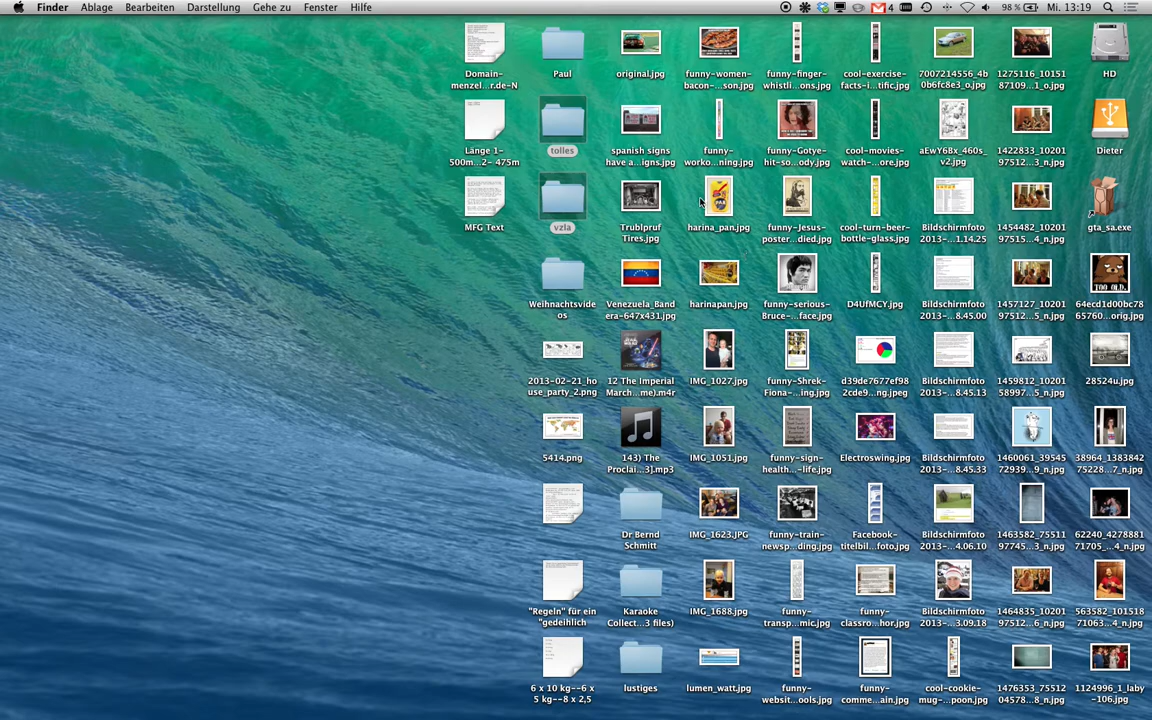 Finder Ablage Bearbeiten Darstellung Gehe zu Fenster Hilfe 4 98 % Mi. 13:19
Domain-
menzel...r.de-N
Paul
original.jpg
funny-women-
bacon-...son.jpg
funny-finger-
whistli...ons.jpg
cool-exercise-
facts-i...tific.jpg
7007214556_4b
0b6fc8e3_o.jpg
1275116_10151
87109...1_o.jpg
HD
Länge 1-
500m...2- 475m
tolles
spanish signs
have a...igns.jpg
funny-
worko...ning.jpg
funny-Gotye-
hit-so...ody.jpg
cool-movies-
watch-...ore.jpg
aEwY6Bx_460s_
v2.jpg
1422833_10201
97512..._3_n.jpg
Dieter
MFG Text
vzla
Trublpruf
Tires.jpg
harina_pan.jpg
funny-Jesus-
poster...died.jpg
cool-turn-beer-
bottle-glass.jpg
Bildschirmfoto
2013-...1.14.25
1454482_10201
97515...4_n.jpg
gta_sa.exe
Weihnachtsvide
os
Venezuela_Band
era-647x431.jpg
harinapan.jpg
funny-serious-
Bruce-...face.jpg
D4UfMCY.jpg
Bildschirmfoto
2013-...8.45.00
1457127_10201
97512...5_n.jpg
64ecd1d00bc78
65760...orig.jpg
TOO OLD.
2013-02-21_ho
use_party_2.png
12 The Imperial
March...me).m4r
IMG_1027.jpg
funny-Shrek-
Fiona-...ing.jpg
d39de7677ef98
2cde9...ng.jpeg
Bildschirmfoto
2013-...8.45.13
1459812_10201
58997...5_n.jpg
28524u.jpg
5414.png
143) The
Proclai...3].mp3
IMG_1051.jpg
funny-sign-
health...-life.jpg
Electroswing.jpg
Bildschirmfoto
2013-...8.45.33
1460061_39545
72939...9_n.jpg
38964_1383842
75228...7_n.jpg
Dr Bernd
Schmitt
IMG_1623.JPG
funny-train-
newsp...ding.jpg
Facebook-
titelbil...foto.jpg
Bildschirmfoto
2013-...4.06.10
1463582_75511
97745...3_n.jpg
62240_4278881
71705_...4_n.jpg
"Regeln" für ein
"gedeihlich
Karaoke
Collect...3 files)
IMG_1688.jpg
funny-
transp...mic.jpg
funny-
classro...hor.jpg
Bildschirmfoto
2013-...3.09.18
1464835_10201
97512...6_n.jpg
563582_101518
71063...4_n.jpg
6 x 10 kg--6 x
5 kg--8 x 2,5
lustiges
lumen_watt.jpg
funny-
websit...ools.jpg
funny-
comme...ain.jpg
cool-cookie-
mug-...poon.jpg
1476353_75512
04578...8_n.jpg
1124996_1_laby
-106.jpg